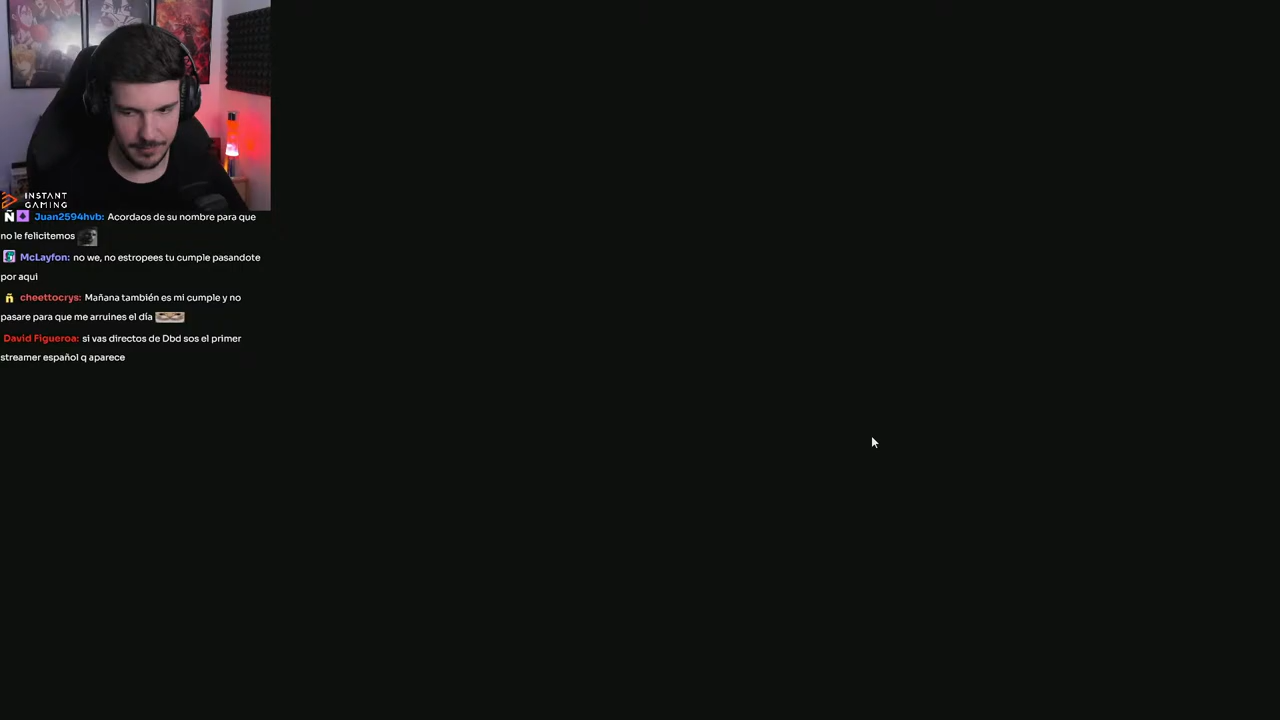 INSTANT
GAMING
Ñ Juan2594hvb: Acordaos de su nombre para que
no le felicitemos
McLayfon: no we, no estropees tu cumple pasandote
por aqui
ñ cheettocrys: Mañana también es mi cumple y no
pasare para que me arruines el día
David Figueroa: si vas directos de Dbd sos el primer
streamer español q aparece